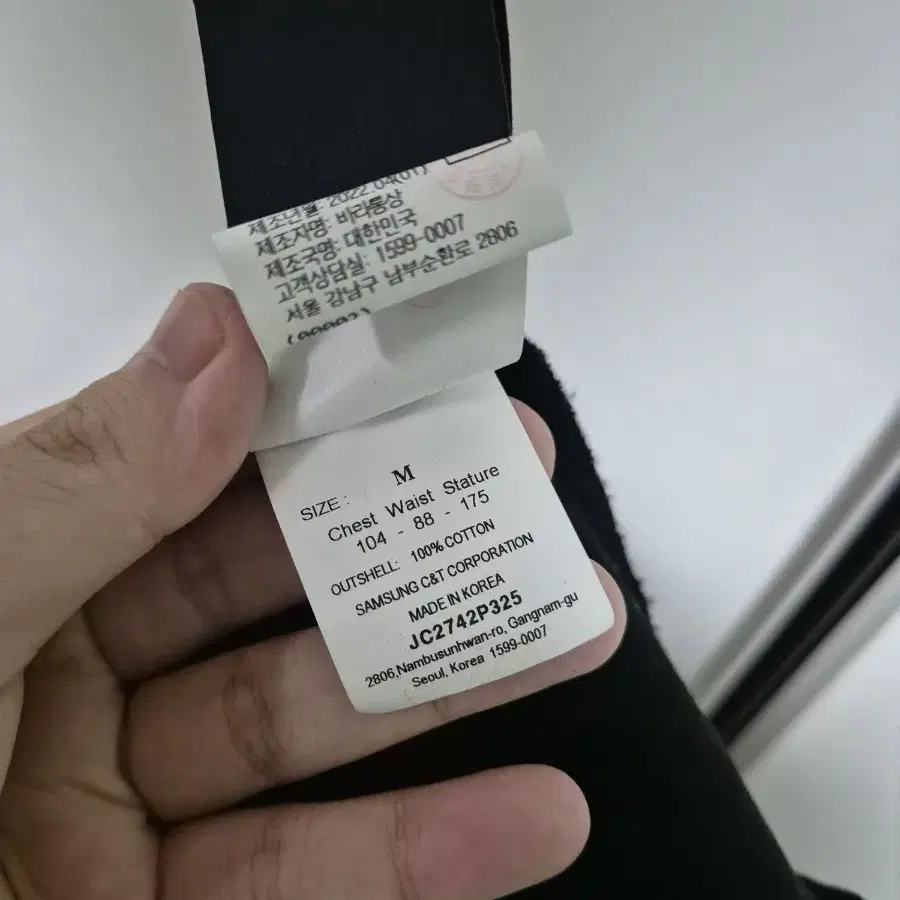 제조년월: 2022.04(01)
제조자명: 바라통상
제조국명: 대한민국
고객상담실: 1599-0007
서울 강남구 남부순환로 2806
SIZE : M
Chest Waist Stature
104 - 88 - 175
OUTSHELL: 100% COTTON
SAMSUNG C&T CORPORATION
MADE IN KOREA
JC2742P325
2806,Nambusunhwan-ro, Gangnam-gu
Seoul, Korea 1599-0007